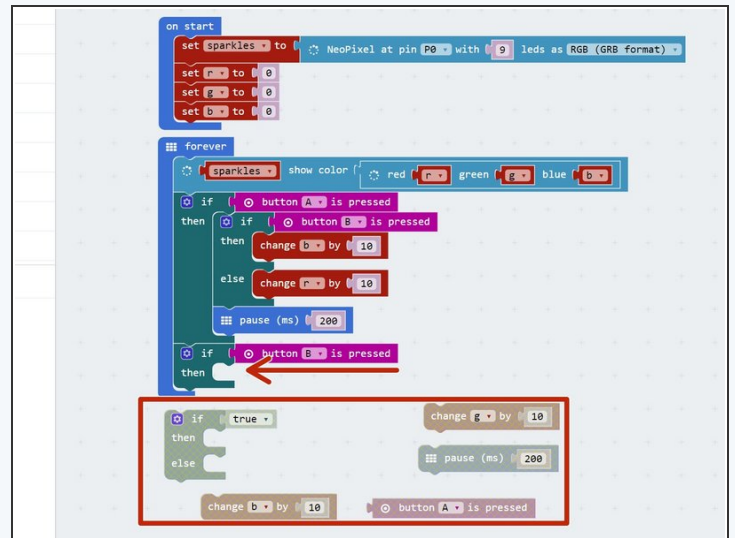 on start
set sparkles to NeoPixel at pin P0 with 9 leds as RGB (GRB format)
set r to 0
set g to 0
set b to 0
forever
sparkles show color red r green g blue b
if button A is pressed
then if button B is pressed
then change b by 10
else change r by 10
pause (ms) 200
if button B is pressed
then
if true
then
else
change g by 10
pause (ms) 200
change b by 10
button A is pressed